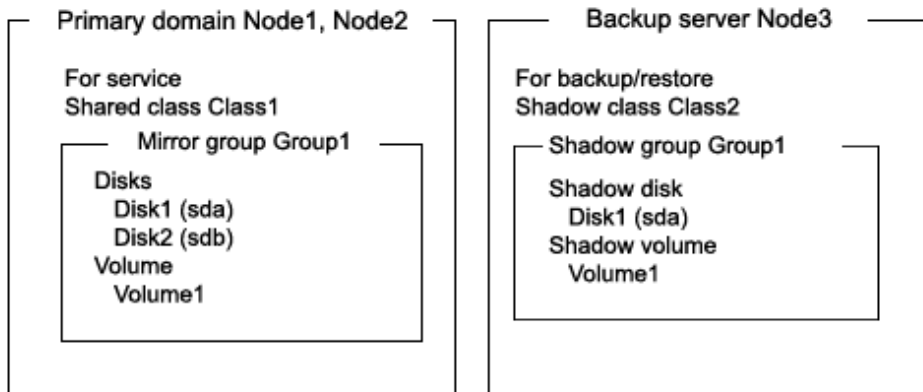 Primary domain Node1, Node2
For service
Shared class Class1
Mirror group Group1
Disks
Disk1 (sda)
Disk2 (sdb)
Volume
Volume1
Backup server Node3
For backup/restore
Shadow class Class2
Shadow group Group1
Shadow disk
Disk1 (sda)
Shadow volume
Volume1